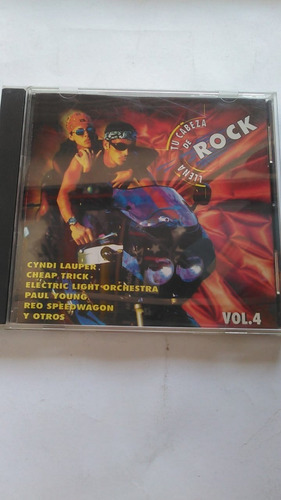 LLENA
TU CABEZA
DE
ROCK
CYNDI LAUPER
CHEAP TRICK
ELECTRIC LIGHT ORCHESTRA
PAUL YOUNG
REO SPEEDWAGON
Y OTROS
VOL.4